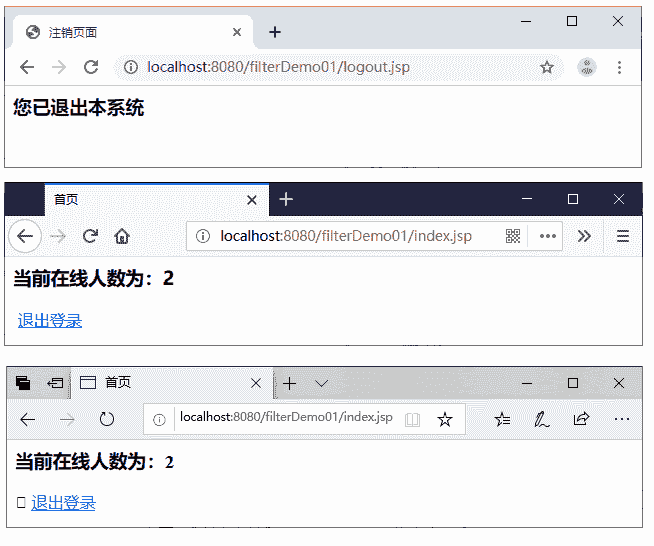 注销页面
localhost:8080/filterDemo01/logout.jsp
您已退出本系统
首页
localhost:8080/filterDemo01/index.jsp
当前在线人数为：2
退出登录
首页
localhost:8080/filterDemo01/index.jsp
当前在线人数为：2
退出登录